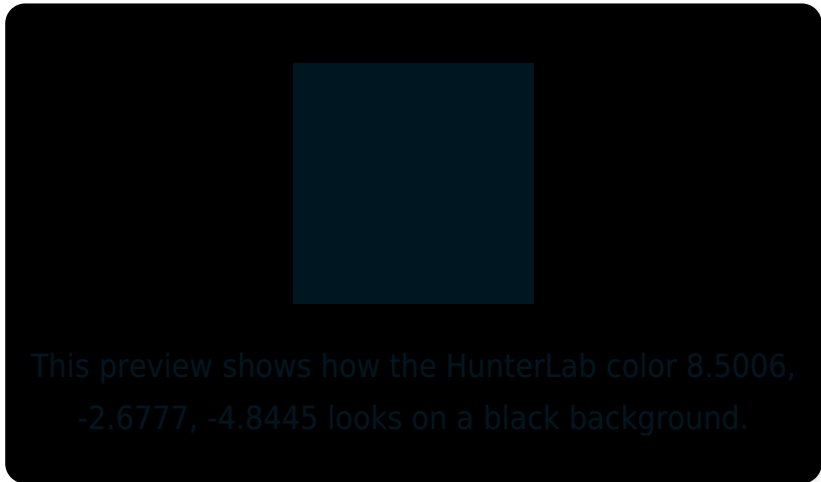 This preview shows how the HunterLab color 8.5006,
-2.6777, -4.8445 looks on a black background.